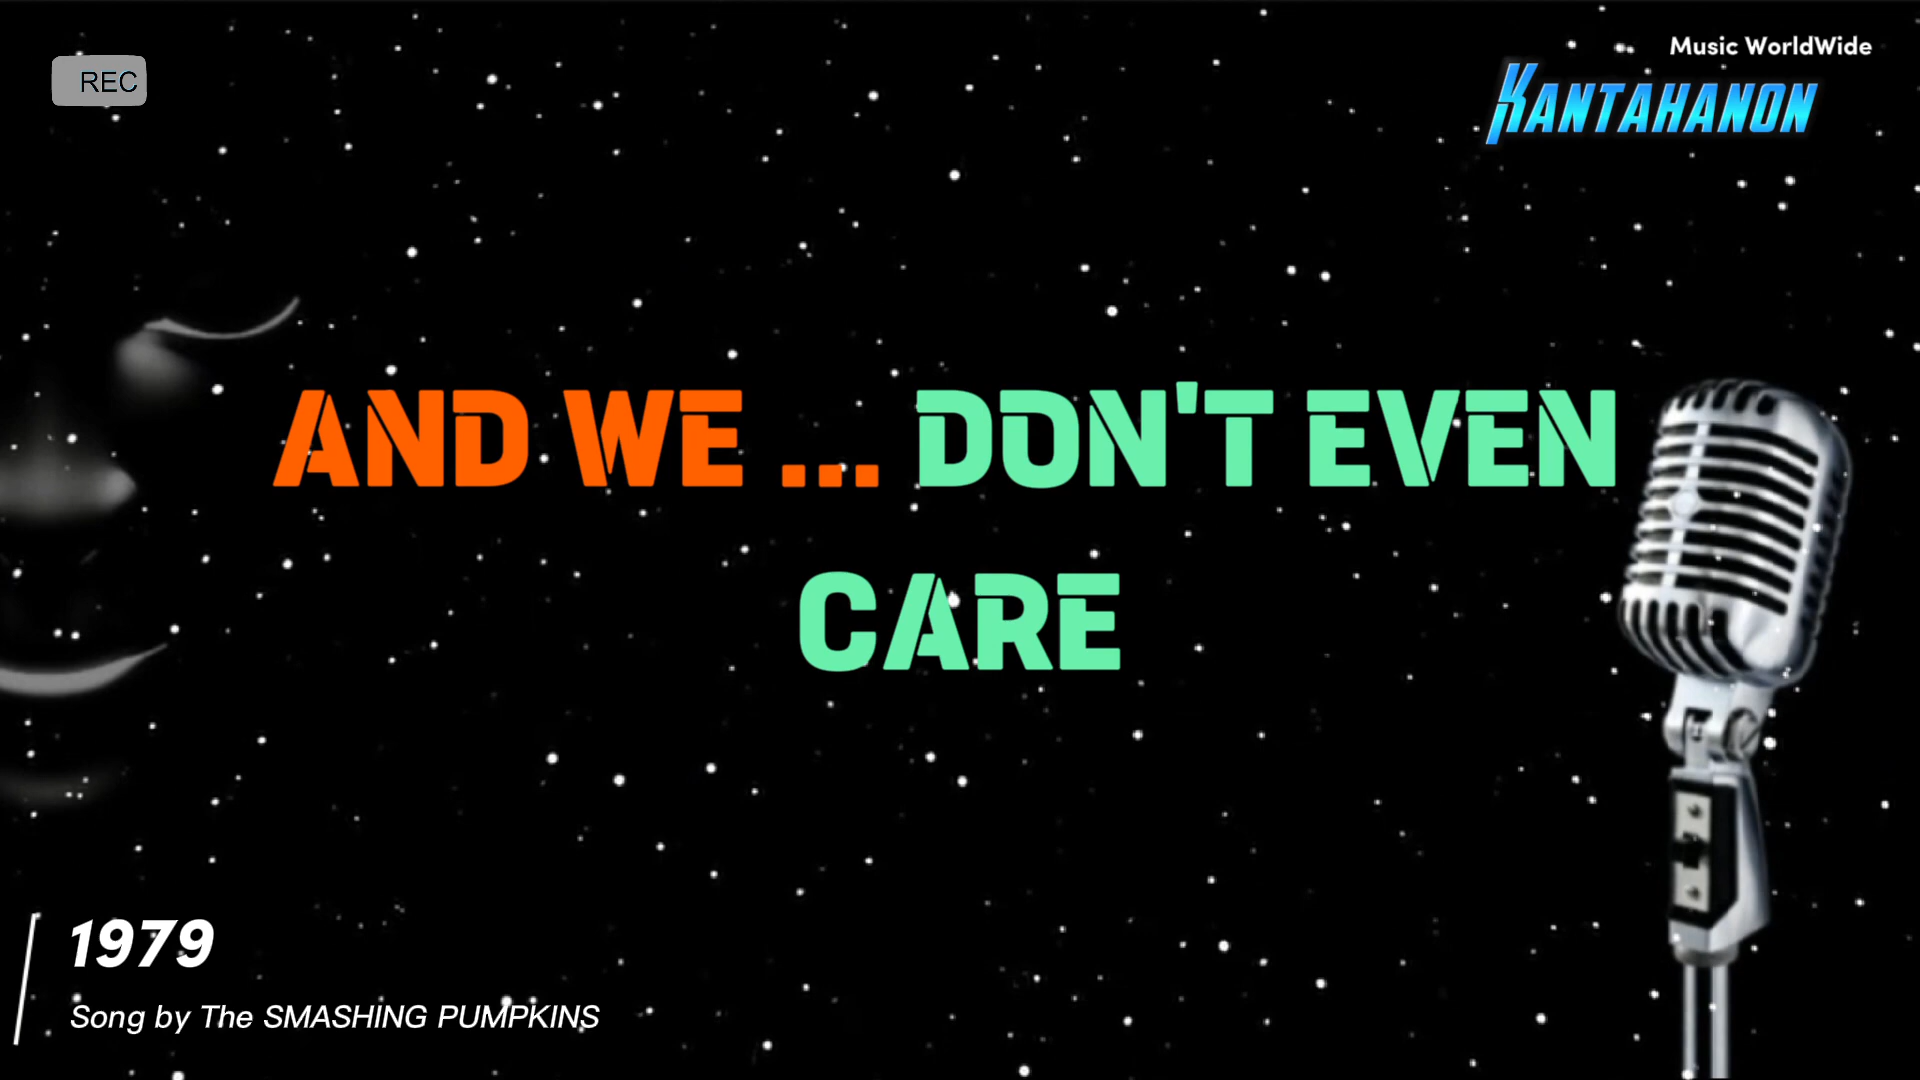 REC
Music WorldWide
KANTAHANON
AND WE ... DON'T EVEN
CARE
1979
Song by The SMASHING PUMPKINS